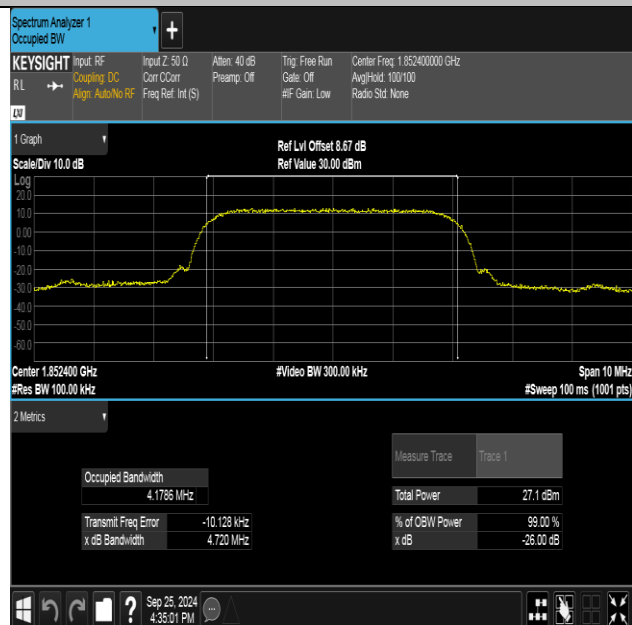 Spectrum Analyzer 1
Occupied BW
+
KEYSIGHT Input: RF Input Z: 50 Ω Atten: 40 dB Trig: Free Run Center Freq: 1.852400000 GHz
RL Coupling: DC Corr CCorr Preamp: Off Gate: Off Avg|Hold: 100/100
Align: Auto/No RF Freq Ref: Int (S) #IF Gain: Low Radio Std: None
LXI
1 Graph
Ref Lvl Offset 8.67 dB
Scale/Div 10.0 dB Ref Value 30.00 dBm
Log
20.0
10.0
0.00
-10.0
-20.0
-30.0
-40.0
-50.0
-60.0
Center 1.852400 GHz #Video BW 300.00 kHz Span 10 MHz
#Res BW 100.00 kHz #Sweep 100 ms (1001 pts)
2 Metrics
Measure Trace Trace 1
Occupied Bandwidth
4.1786 MHz
Total Power 27.1 dBm
Transmit Freq Error -10.128 kHz % of OBW Power 99.00 %
x dB Bandwidth 4.720 MHz x dB -26.00 dB
?
Sep 25, 2024
4:35:01 PM